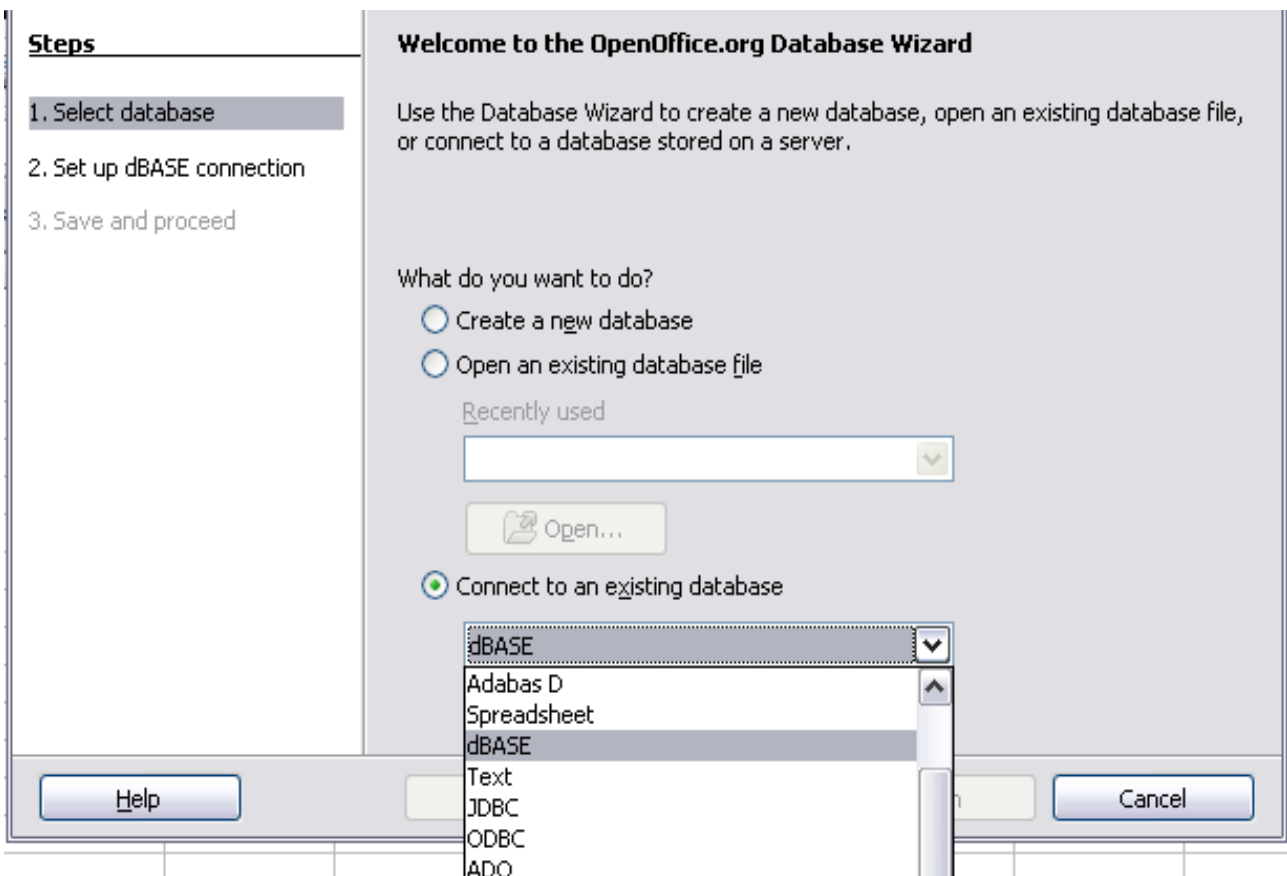 Steps
1. Select database
2. Set up dBASE connection
3. Save and proceed
Welcome to the OpenOffice.org Database Wizard
Use the Database Wizard to create a new database, open an existing database file,
or connect to a database stored on a server.
What do you want to do?
Create a new database
Open an existing database file
Recently used
Open...
Connect to an existing database
dBASE
Adabas D
Spreadsheet
dBASE
Text
JDBC
ODBC
ADO
Help
Cancel